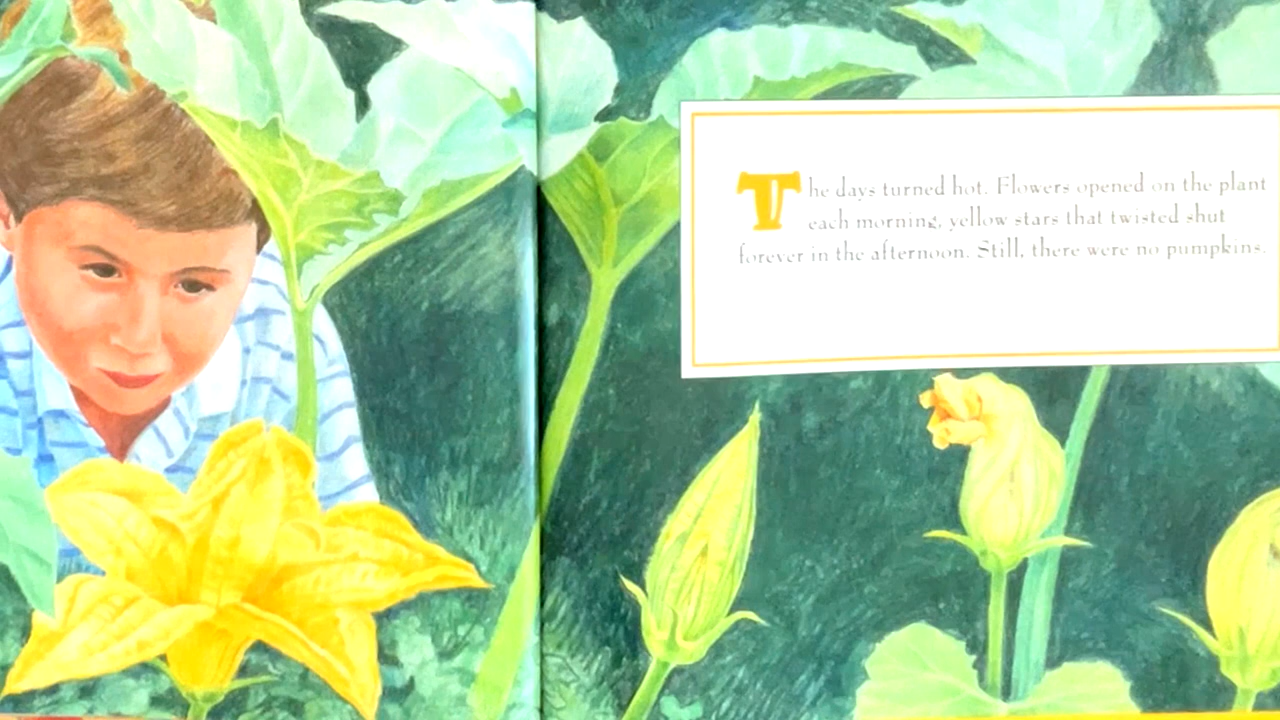 The days turned hot. Flowers opened on the plant
each morning, yellow stars that twisted shut
forever in the afternoon. Still, there were no pumpkins.